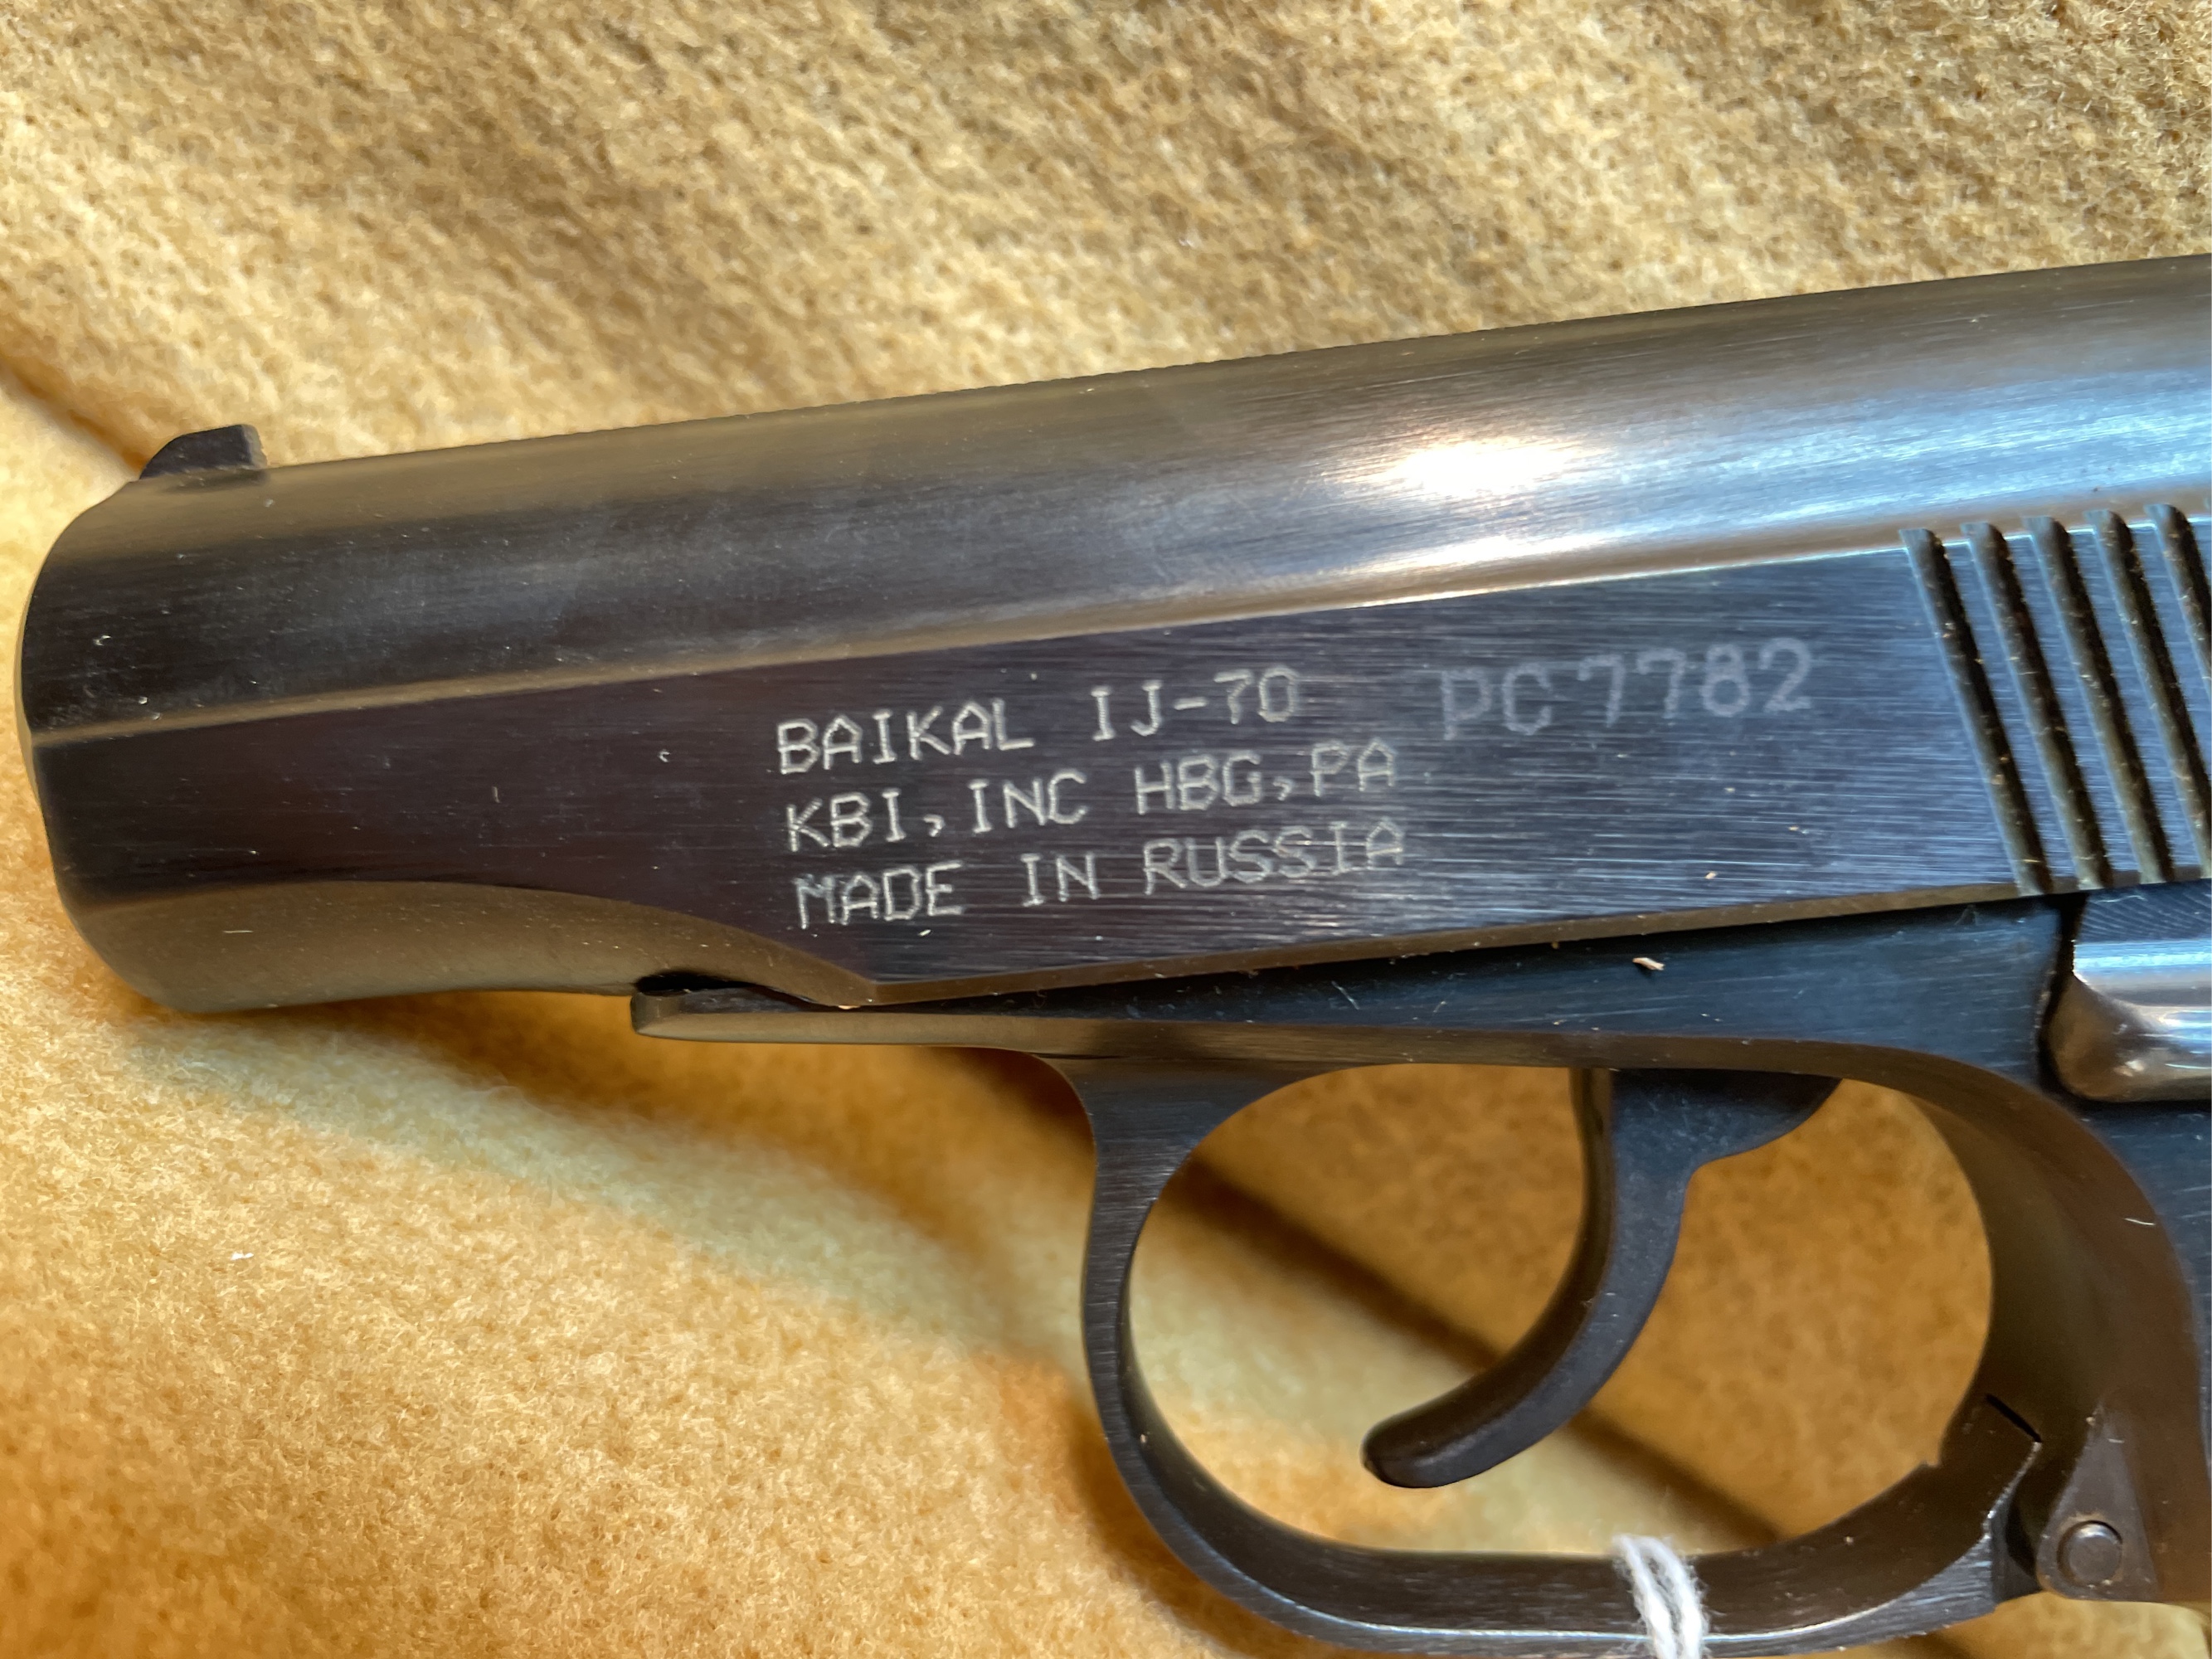 BAIKAL IJ-70 PC7782
KBI, INC HBG, PA
MADE IN RUSSIA